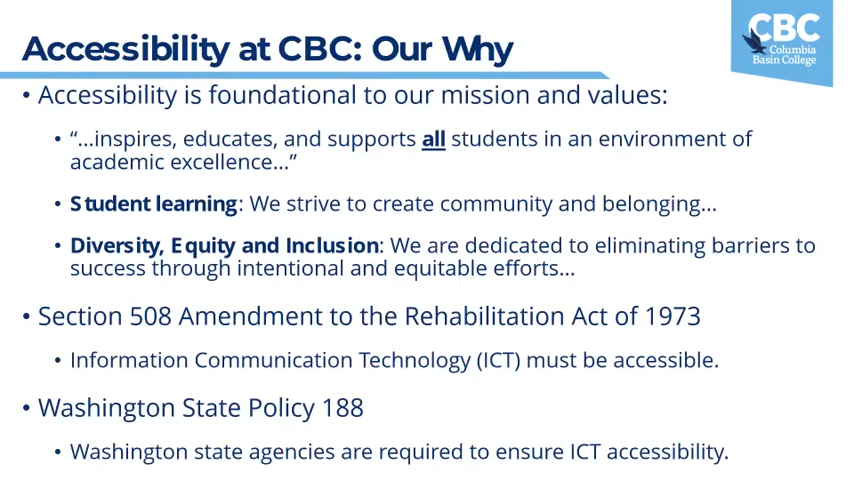 Accessibility at CBC: Our Why
CBC
Columbia
Basin College
• Accessibility is foundational to our mission and values:
• “…inspires, educates, and supports all students in an environment of
academic excellence…”
• Student learning: We strive to create community and belonging…
• Diversity, Equity and Inclusion: We are dedicated to eliminating barriers to
success through intentional and equitable efforts…
• Section 508 Amendment to the Rehabilitation Act of 1973
• Information Communication Technology (ICT) must be accessible.
• Washington State Policy 188
• Washington state agencies are required to ensure ICT accessibility.